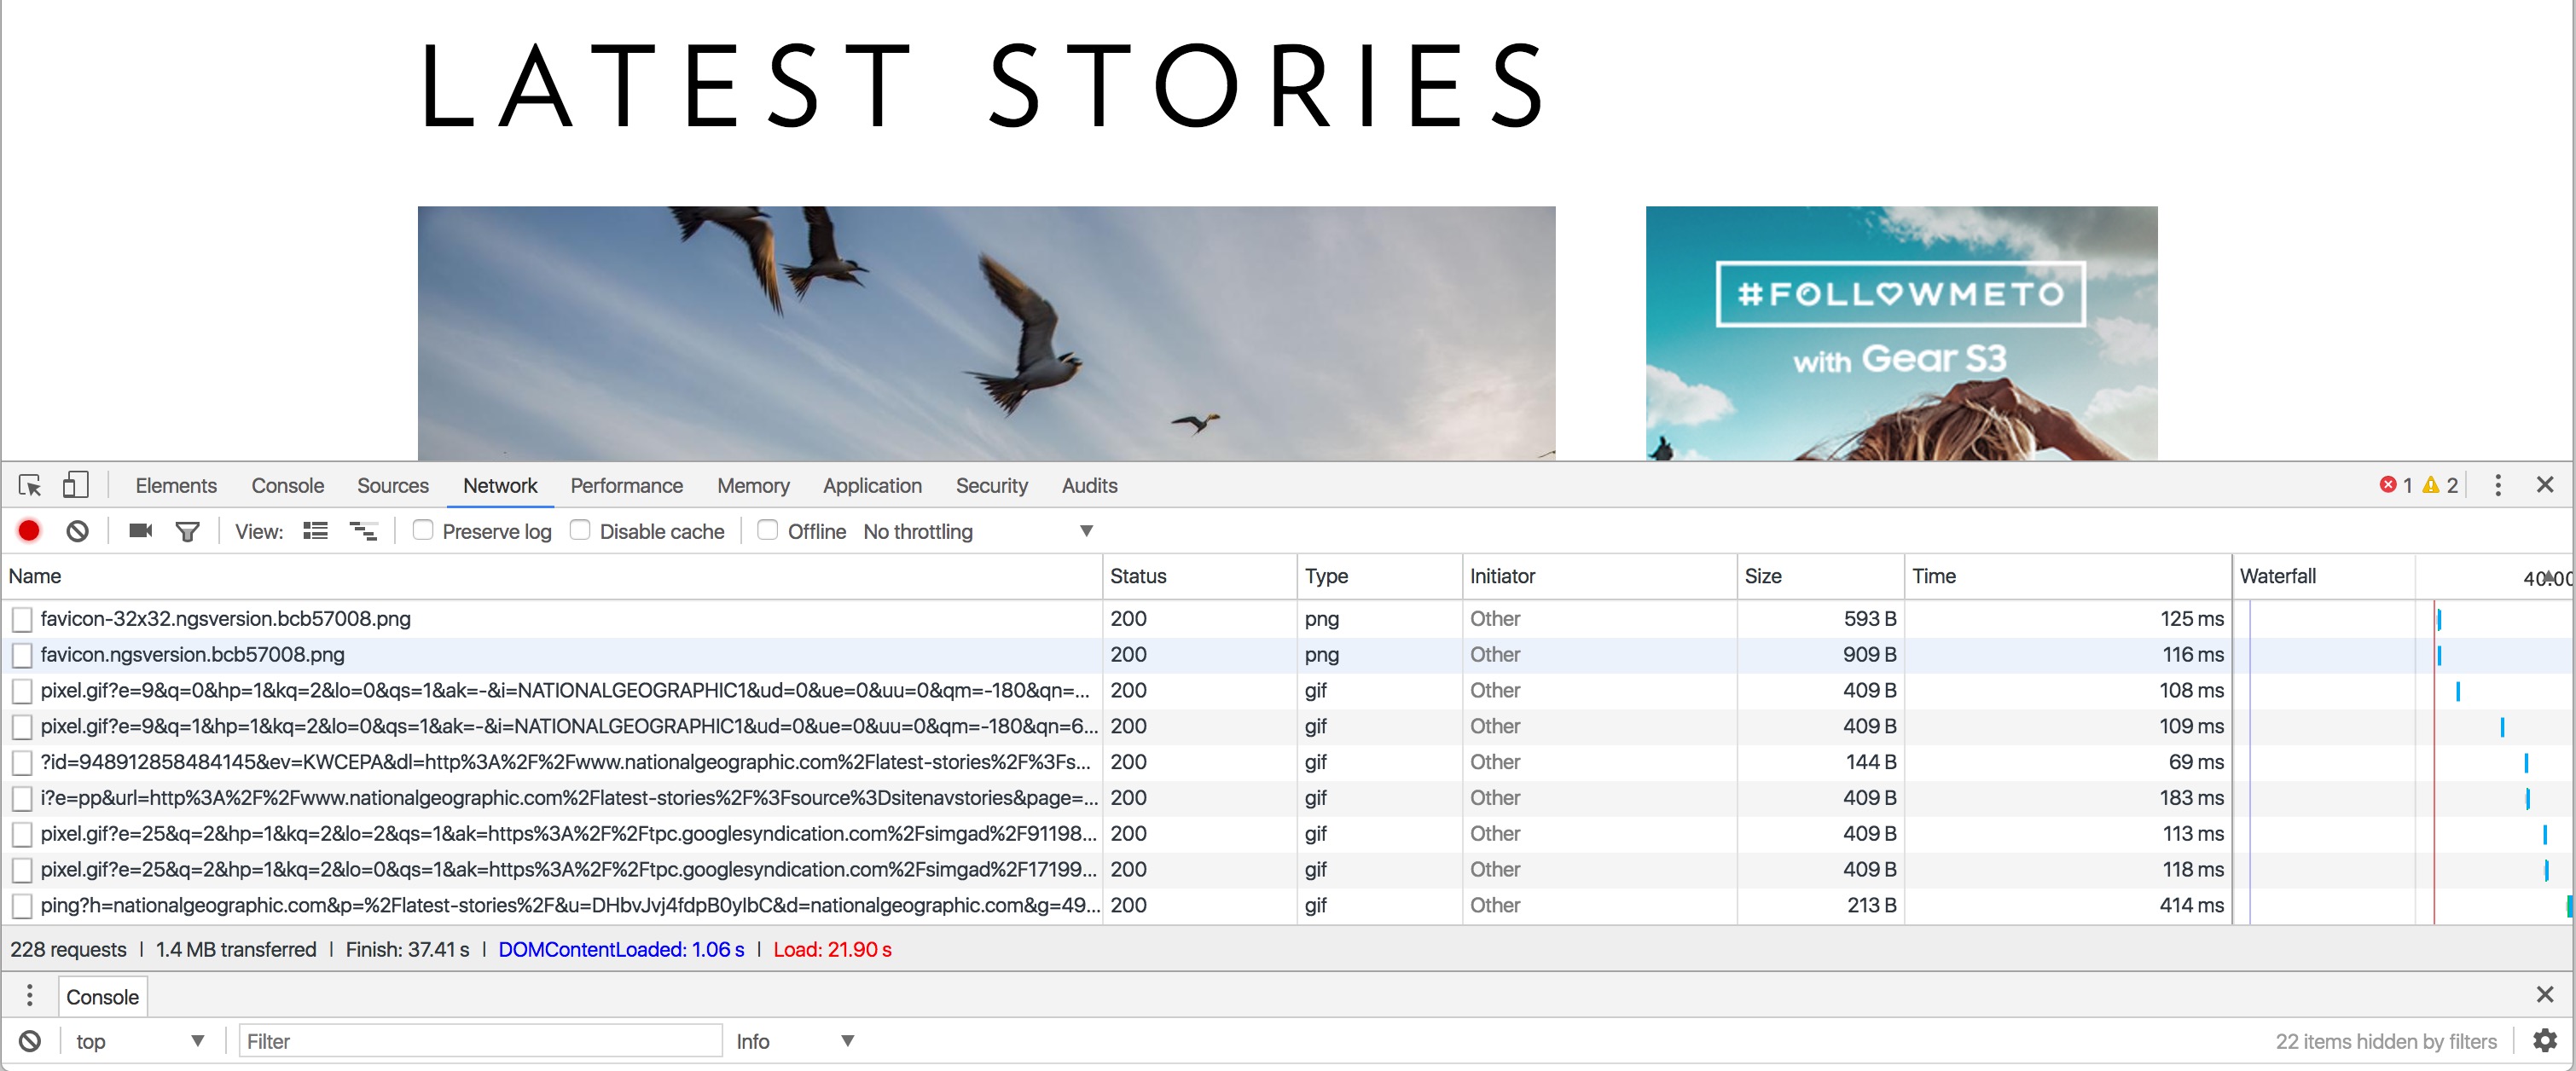 LATEST STORIES
#FOLLOWMETO
with Gear S3
Elements Console Sources Network Performance Memory Application Security Audits 1 2
View: Preserve log Disable cache Offline No throttling
Name Status Type Initiator Size Time Waterfall 40.00
favicon-32x32.ngsversion.bcb57008.png 200 png Other 593 B 125 ms
favicon.ngsversion.bcb57008.png 200 png Other 909 B 116 ms
pixel.gif?e=9&q=0&hp=1&kq=2&lo=0&qs=1&ak=-&i=NATIONALGEOGRAPHIC1&ud=0&ue=0&uu=0&qm=-180&qn=... 200 gif Other 409 B 108 ms
pixel.gif?e=9&q=1&hp=1&kq=2&lo=0&qs=1&ak=-&i=NATIONALGEOGRAPHIC1&ud=0&ue=0&uu=0&qm=-180&qn=6... 200 gif Other 409 B 109 ms
?id=948912858484145&ev=KWCEPA&dl=http%3A%2F%2Fwww.nationalgeographic.com%2Flatest-stories%2F%3Fs... 200 gif Other 144 B 69 ms
i?e=pp&url=http%3A%2F%2Fwww.nationalgeographic.com%2Flatest-stories%2F%3Fsource%3Dsitenavstories&page=... 200 gif Other 409 B 183 ms
pixel.gif?e=25&q=2&hp=1&kq=2&lo=2&qs=1&ak=https%3A%2F%2Ftpc.googlesyndication.com%2Fsimgad%2F91198... 200 gif Other 409 B 113 ms
pixel.gif?e=25&q=2&hp=1&kq=2&lo=0&qs=1&ak=https%3A%2F%2Ftpc.googlesyndication.com%2Fsimgad%2F17199... 200 gif Other 409 B 118 ms
ping?h=nationalgeographic.com&p=%2Flatest-stories%2F&u=DHbvJvj4fdpB0yIbC&d=nationalgeographic.com&g=49... 200 gif Other 213 B 414 ms
228 requests | 1.4 MB transferred | Finish: 37.41 s | DOMContentLoaded: 1.06 s | Load: 21.90 s
Console
top Filter Info 22 items hidden by filters